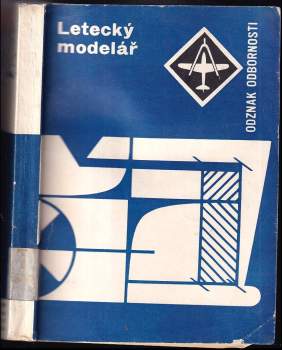 Letecký
modelář
ODZNAK ODBORNOSTI